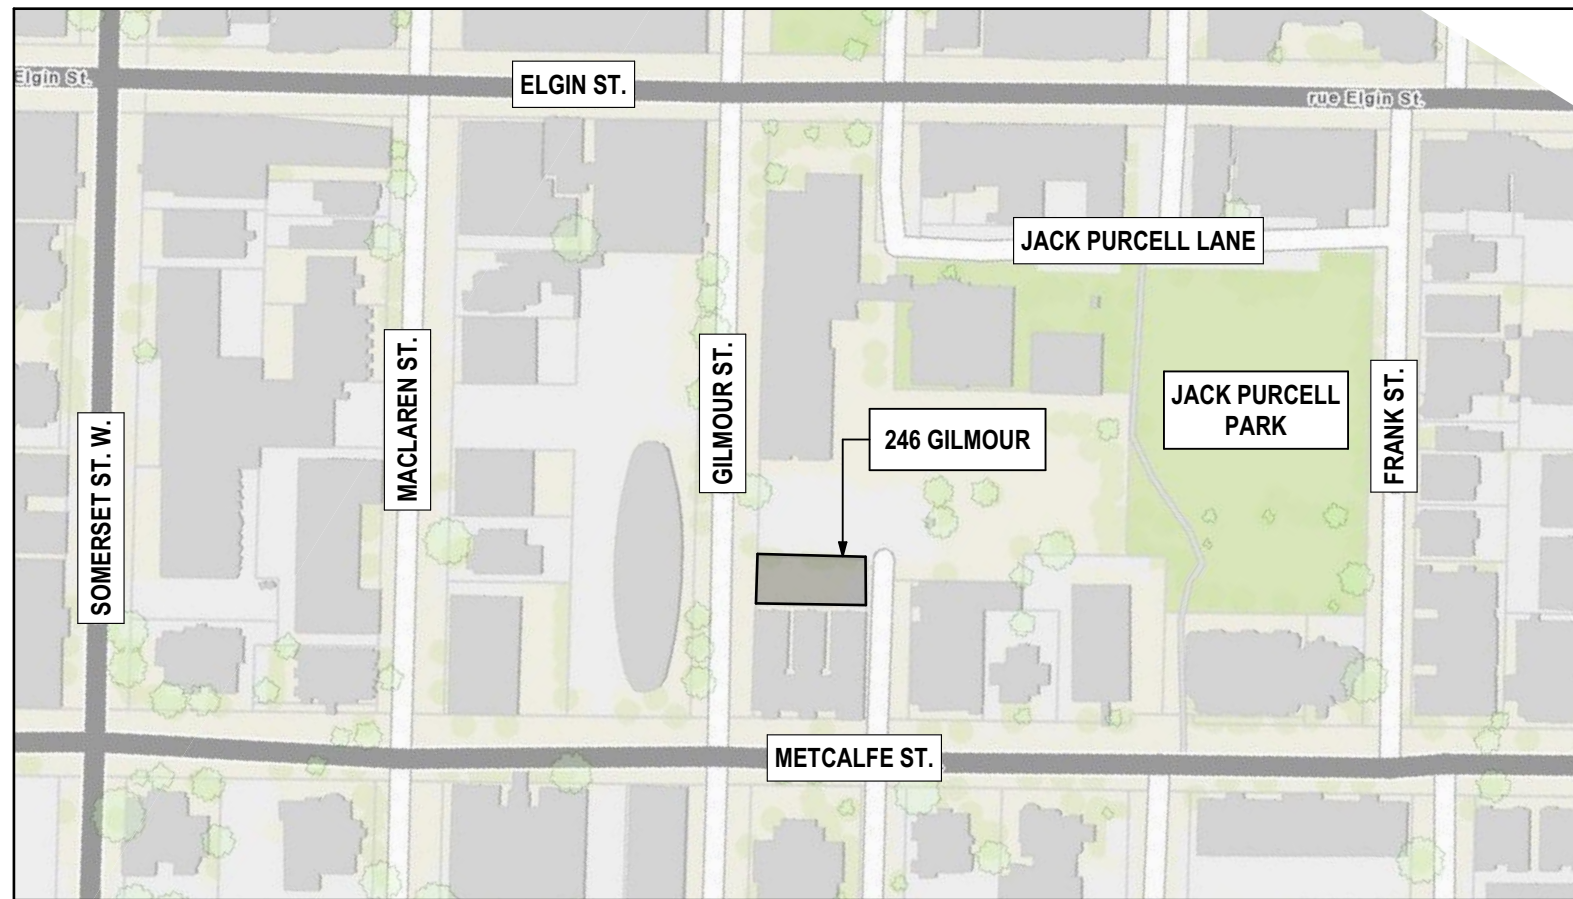 Elgin St.
ELGIN ST.
rue Elgin St.
JACK PURCELL LANE
SOMERSET ST. W.
MACLAREN ST.
GILMOUR ST.
246 GILMOUR
JACK PURCELL
PARK
FRANK ST.
METCALFE ST.